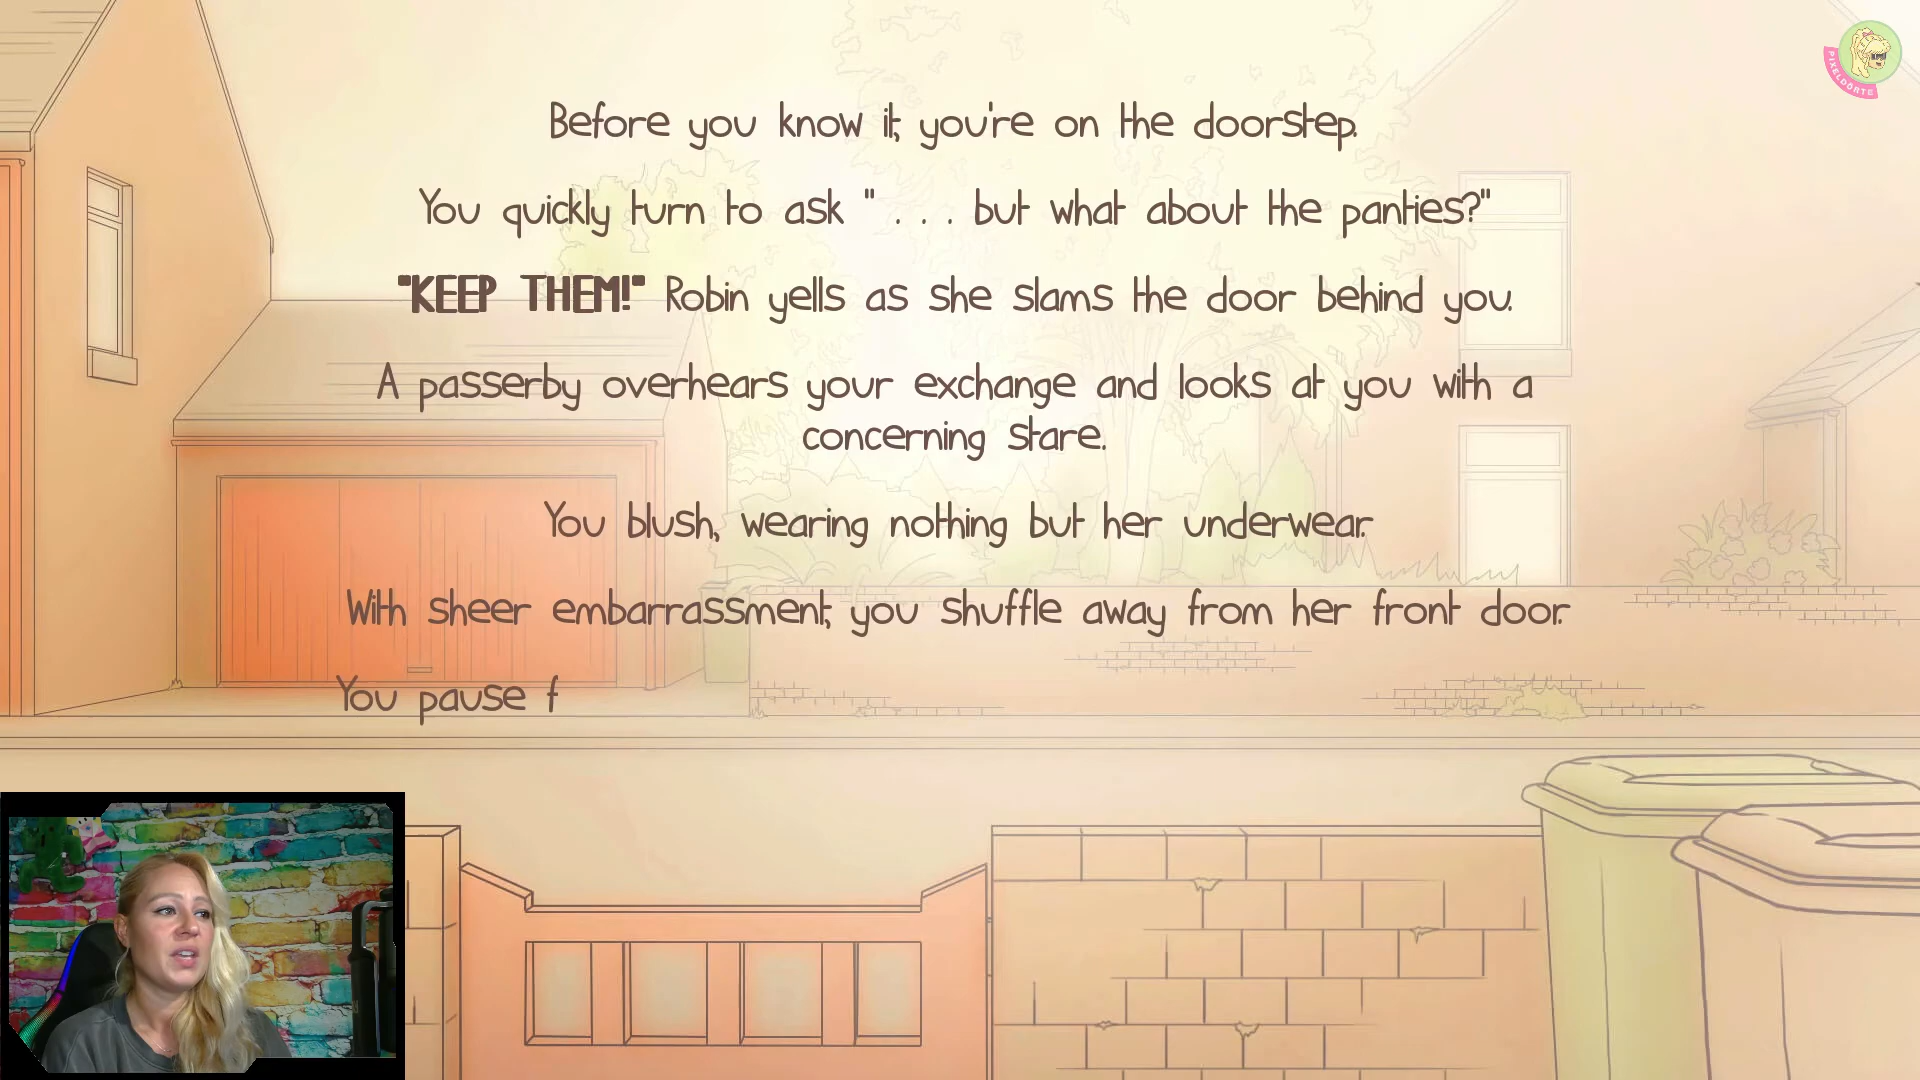 PIXELDÖRTE
Before you know it, you're on the doorstep.
You quickly turn to ask " . . . but what about the panties?"
"KEEP THEM!" Robin yells as she slams the door behind you.
A passerby overhears your exchange and looks at you with a
concerning stare.
You blush, wearing nothing but her underwear.
With sheer embarrassment, you shuffle away from her front door.
You pause f